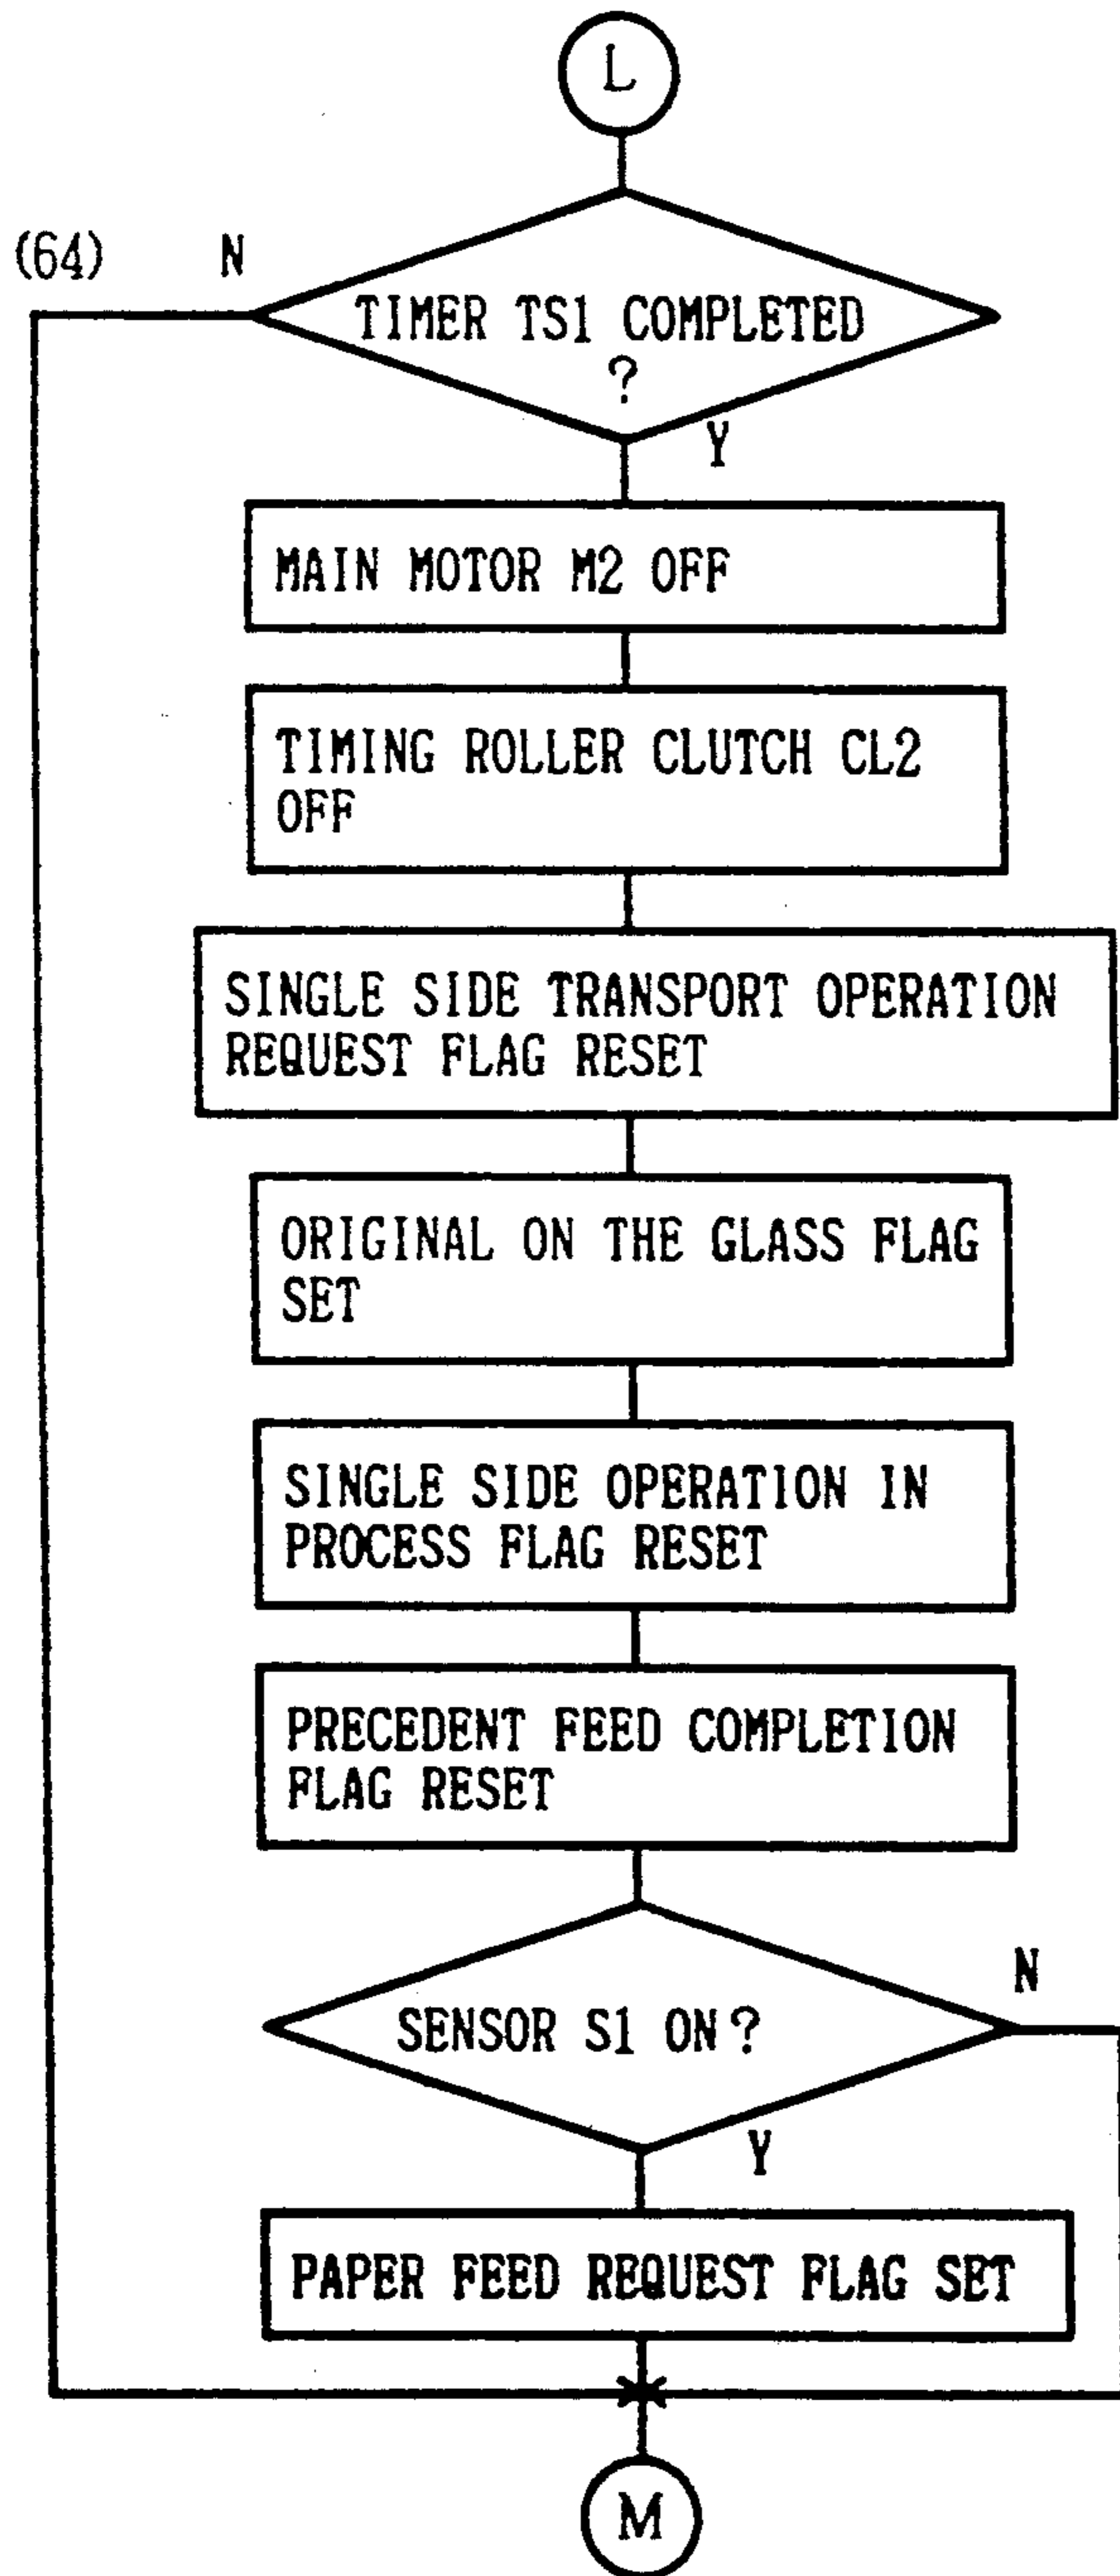 L
(64) N
TIMER TS1 COMPLETED
?
Y
MAIN MOTOR M2 OFF
TIMING ROLLER CLUTCH CL2
OFF
SINGLE SIDE TRANSPORT OPERATION
REQUEST FLAG RESET
ORIGINAL ON THE GLASS FLAG
SET
SINGLE SIDE OPERATION IN
PROCESS FLAG RESET
PRECEDENT FEED COMPLETION
FLAG RESET
N
SENSOR S1 ON?
Y
PAPER FEED REQUEST FLAG SET
M